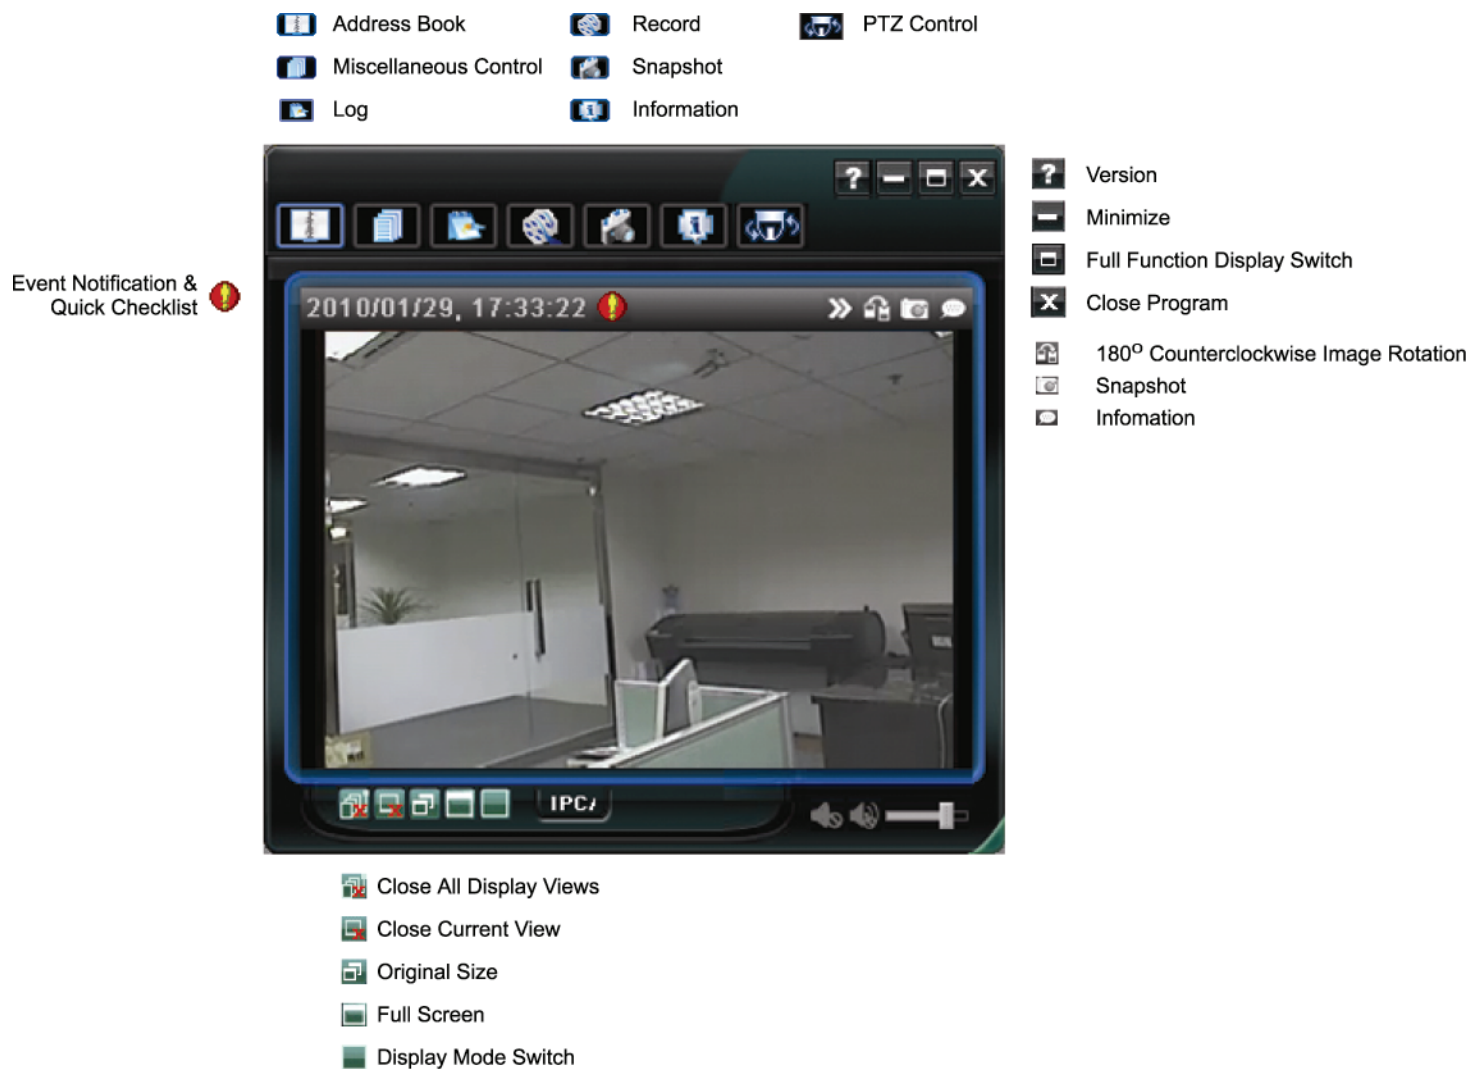 Address Book
Record
PTZ Control
Miscellaneous Control
Snapshot
Log
Information
? Version
Minimize
Full Function Display Switch
X Close Program
Event Notification &
Quick Checklist
2010/01/29, 17:33:22
180º Counterclockwise Image Rotation
Snapshot
Infomation
IPC
Close All Display Views
Close Current View
Original Size
Full Screen
Display Mode Switch